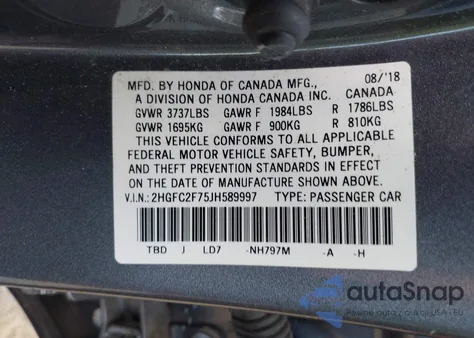 MFD. BY HONDA OF CANADA MFG., 08/'18
A DIVISION OF HONDA CANADA INC. CANADA
GVWR 3737LBS GAWR F 1984LBS R 1786LBS
GVWR 1695KG GAWR F 900KG R 810KG
THIS VEHICLE CONFORMS TO ALL APPLICABLE
FEDERAL MOTOR VEHICLE SAFETY, BUMPER,
AND THEFT PREVENTION STANDARDS IN EFFECT
ON THE DATE OF MANUFACTURE SHOWN ABOVE.
V.I.N.: 2HGFC2F75JH589997 TYPE: PASSENGER CAR
TBD J LD7 -NH797M -A -H
autoSnap